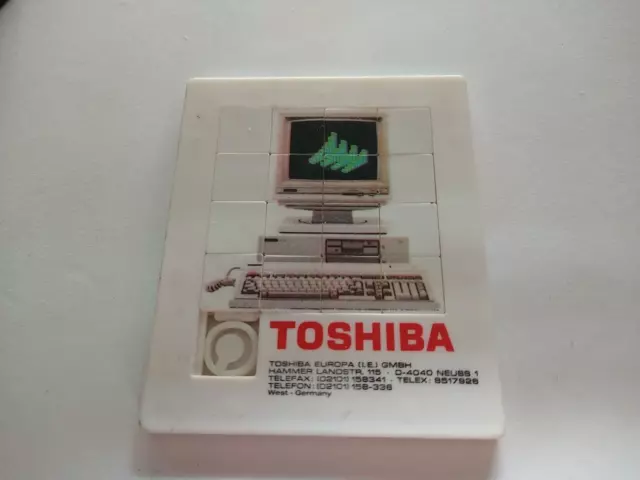 TOSHIBA
TOSHIBA EUROPA (I.E.) GMBH
HAMMER LANDSTR. 115 · D-4040 NEUSS 1
TELEFAX: (02101) 159341 · TELEX: 8517926
TELEFON: (02101) 158-336
West - Germany